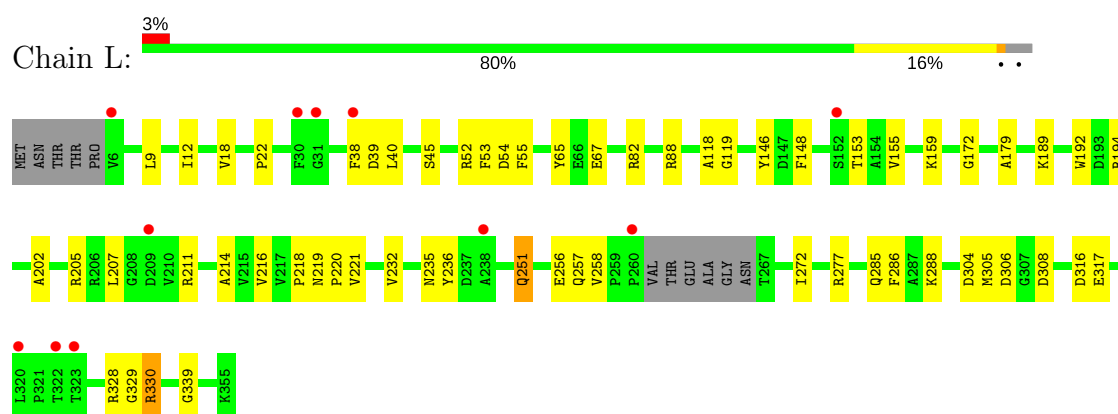 3%
Chain L:
80% 16% • •
MET ASN THR THR PRO V6 L9 I12 V18 P22 F30 G31 F38 D39 L40 S45 R52 F53 D54 F55 Y65 E66 E67 R82 R88 A118 G119 Y146 D147 F148 S152 T153 A154 V155 K159 G172 A179 K189 W192 D193 R194
A202 R205 R206 L207 G208 D209 V210 R211 A214 V215 V216 V217 P218 N219 P220 V221 V232 N235 Y236 D237 A238 Q251 E256 Q257 V258 P259 P260 VAL THR GLU ALA GLY ASN T267 I272 R277 Q285 F286 A287 K288 D304 M305 D306 G307 D308 D316 E317
L320 P321 T322 T323 R328 G329 R330 G339 K355